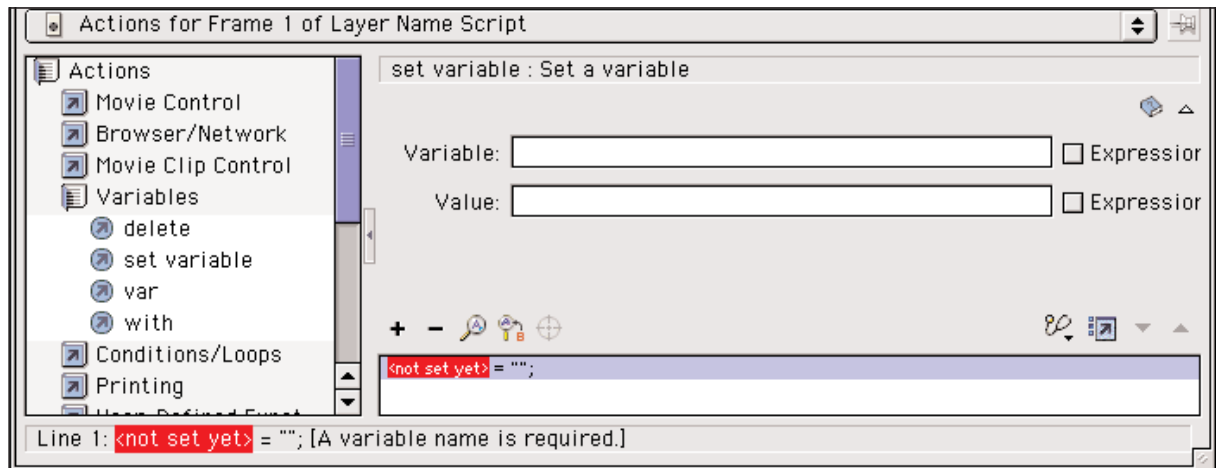 Actions for Frame 1 of Layer Name Script
Actions
Movie Control
Browser/Network
Movie Clip Control
Variables
delete
set variable
var
with
Conditions/Loops
Printing
set variable : Set a variable
Variable:
Expression
Value:
Expression
<not set yet> = "";
Line 1: <not set yet> = ""; [A variable name is required.]